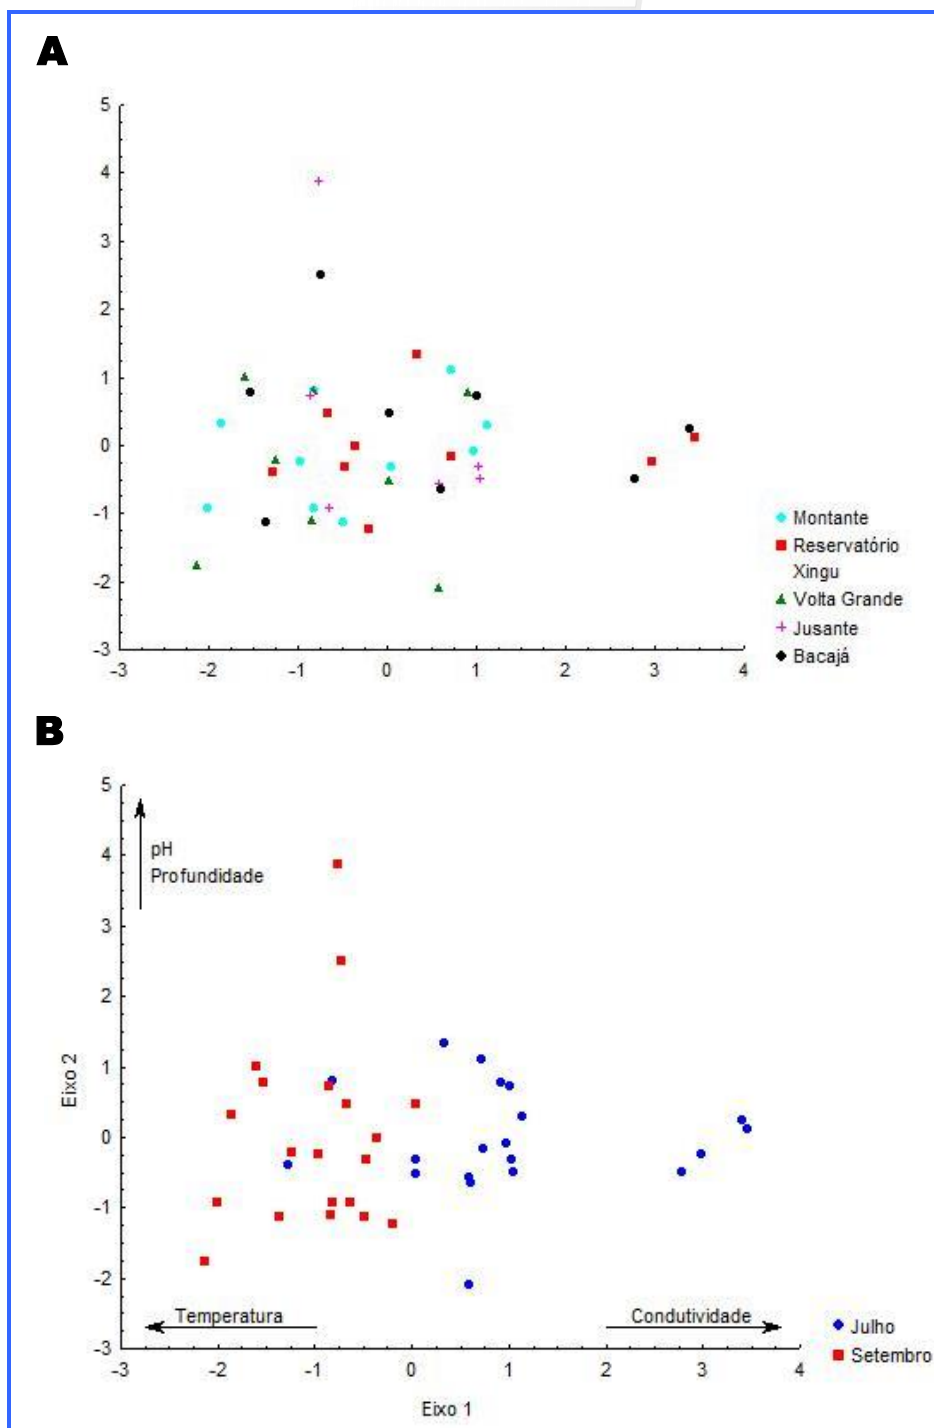 A
5
4
3
2
1
0
-1
-2
-3
-3 -2 -1 0 1 2 3 4
Montante
Reservatório
Xingu
Volta Grande
Jusante
Bacajá
B
5
4
3
2
1
0
-1
-2
-3
pH
Profundidade
Eixo 2
Temperatura
Condutividade
-3 -2 -1 0 1 2 3 4
Eixo 1
Julho
Setembro